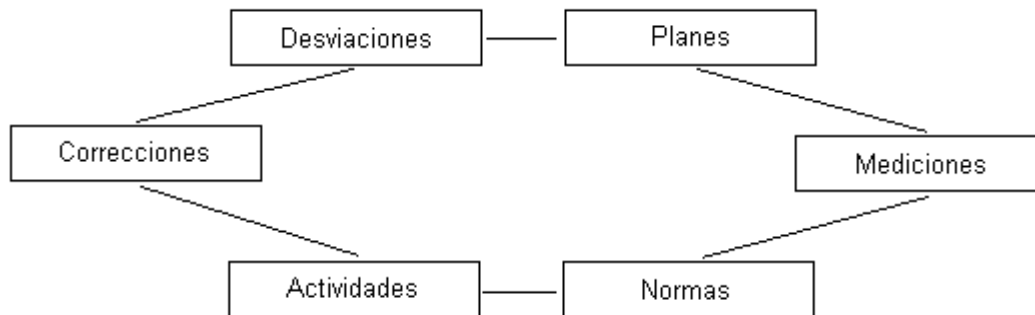 Desviaciones
Planes
Correcciones
Mediciones
Actividades
Normas